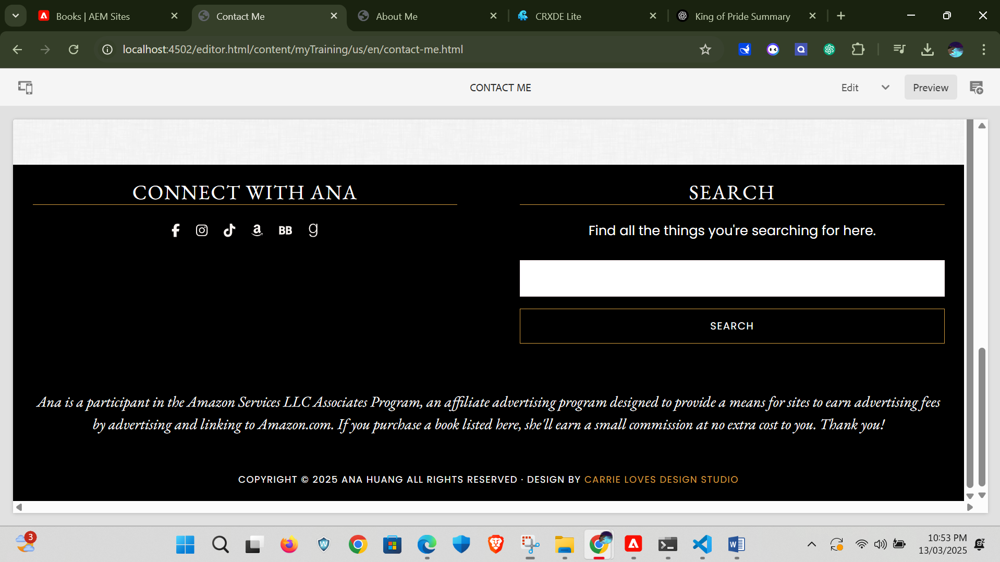 Books | AEM Sites
Contact Me
About Me
CRXDE Lite
King of Pride Summary
localhost:4502/editor.html/content/myTraining/us/en/contact-me.html
CONTACT ME
Edit
Preview
CONNECT WITH ANA
SEARCH
BB
g
Find all the things you're searching for here.
SEARCH
Ana is a participant in the Amazon Services LLC Associates Program, an affiliate advertising program designed to provide a means for sites to earn advertising fees
by advertising and linking to Amazon.com. If you purchase a book listed here, she'll earn a small commission at no extra cost to you. Thank you!
COPYRIGHT © 2025 ANA HUANG ALL RIGHTS RESERVED · DESIGN BY CARRIE LOVES DESIGN STUDIO
3
10:53 PM
13/03/2025